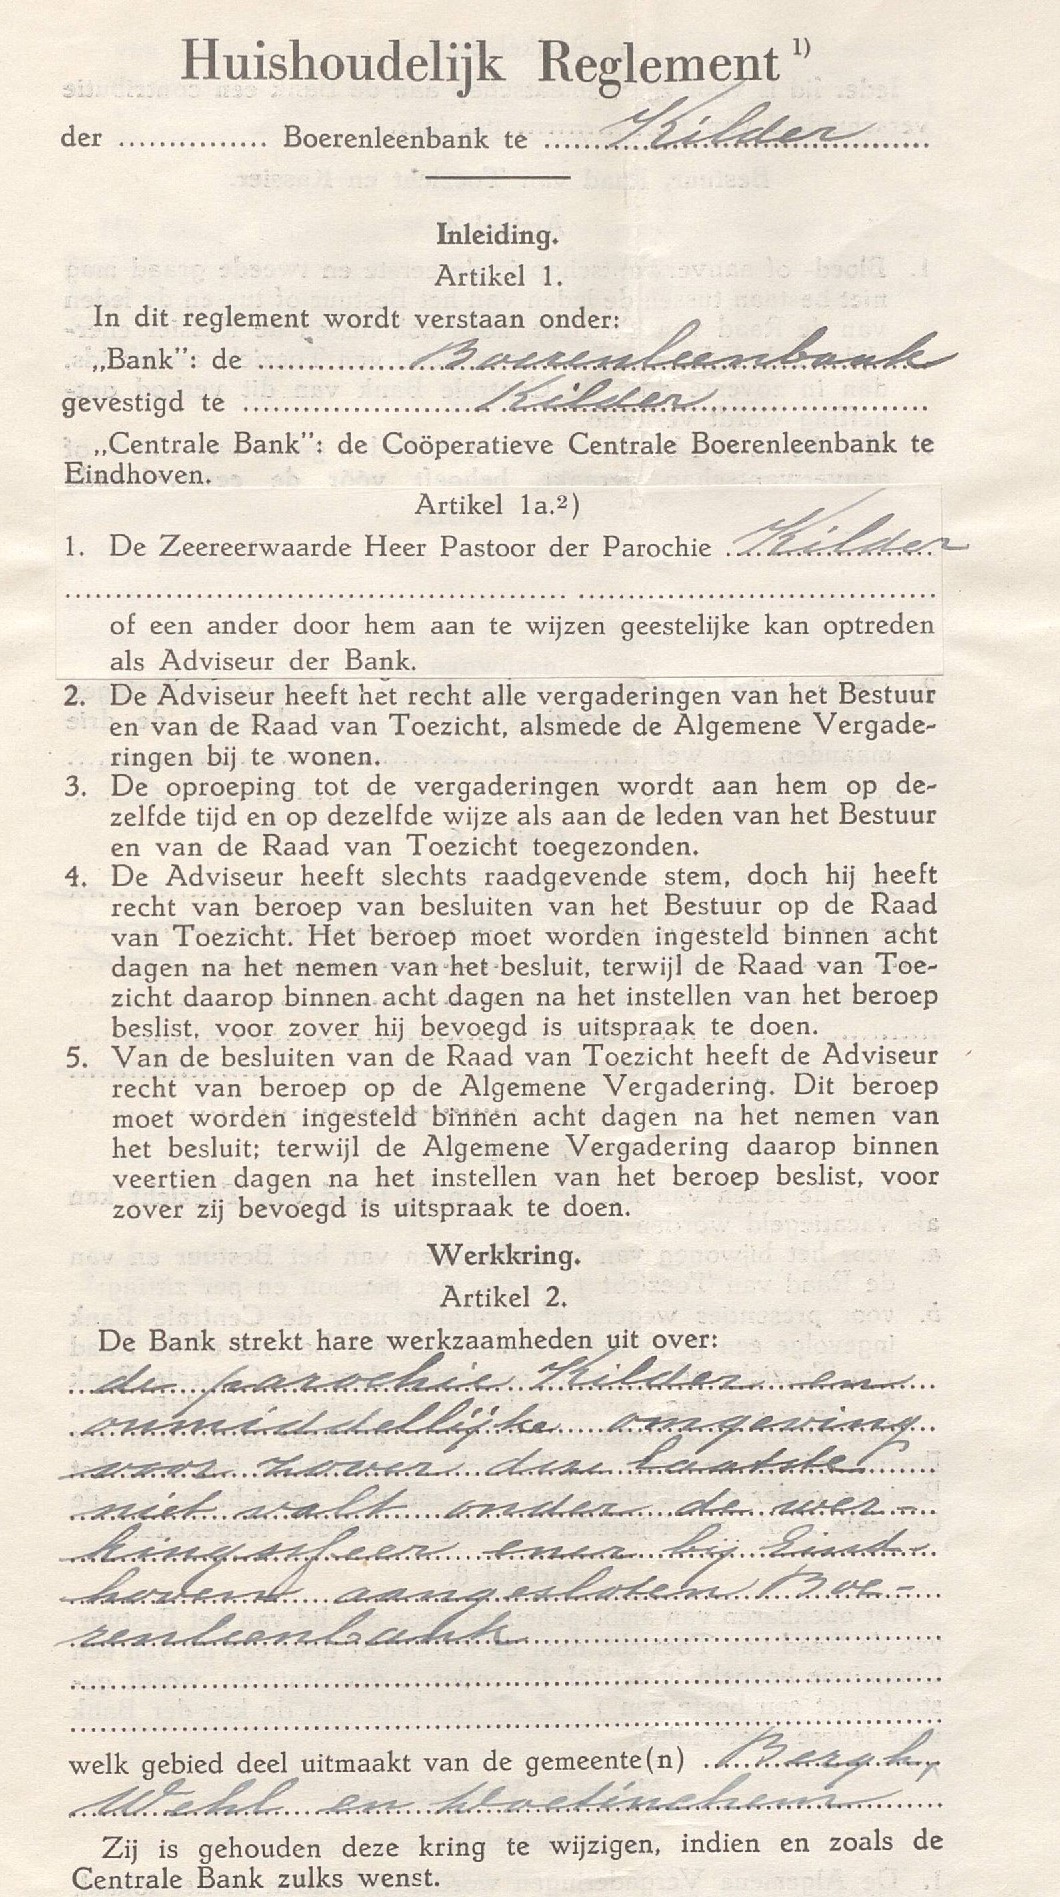 Huishoudelijk Reglement 1)
der ............... Boerenleenbank te Kilder
Inleiding.
Artikel 1.
In dit reglement wordt verstaan onder:
„Bank”: de Boerenleenbank
gevestigd te Kilder
„Centrale Bank”: de Coöperatieve Centrale Boerenleenbank te
Eindhoven.
Artikel 1a.2)
1. De Zeereerwaarde Heer Pastoor der Parochie Kilder
of een ander door hem aan te wijzen geestelijke kan optreden
als Adviseur der Bank.
2. De Adviseur heeft het recht alle vergaderingen van het Bestuur
en van de Raad van Toezicht, alsmede de Algemene Vergade-
ringen bij te wonen.
3. De oproeping tot de vergaderingen wordt aan hem op de-
zelfde tijd en op dezelfde wijze als aan de leden van het Bestuur
en van de Raad van Toezicht toegezonden.
4. De Adviseur heeft slechts raadgevende stem, doch hij heeft
recht van beroep van besluiten van het Bestuur op de Raad
van Toezicht. Het beroep moet worden ingesteld binnen acht
dagen na het nemen van het besluit, terwijl de Raad van Toe-
zicht daarop binnen acht dagen na het instellen van het beroep
beslist, voor zover hij bevoegd is uitspraak te doen.
5. Van de besluiten van de Raad van Toezicht heeft de Adviseur
recht van beroep op de Algemene Vergadering. Dit beroep
moet worden ingesteld binnen acht dagen na het nemen van
het besluit; terwijl de Algemene Vergadering daarop binnen
veertien dagen na het instellen van het beroep beslist, voor
zover zij bevoegd is uitspraak te doen.
Werkkring.
Artikel 2.
De Bank strekt hare werkzaamheden uit over:
de parochie Kilder en
onmiddellijke omgeving
voor zover deze laatste
niet valt onder de wer-
kingssfeer ener bij Eind-
hoven aangesloten Boe-
renleenbank
welk gebied deel uitmaakt van de gemeente(n) Bergh,
Wehl en Doetinchem
Zij is gehouden deze kring te wijzigen, indien en zoals de
Centrale Bank zulks wenst.